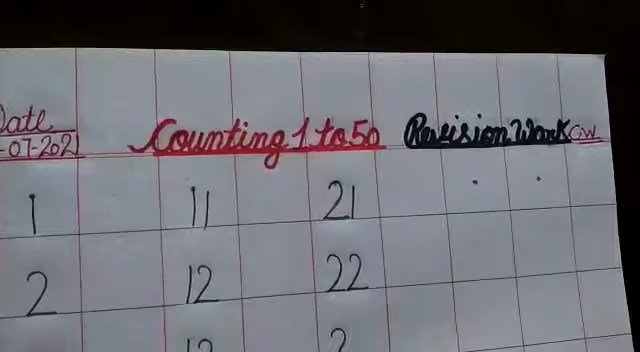 Date
-07-2021
Counting 1 to 50 Revision Work CW
1 11 21
2 12 22